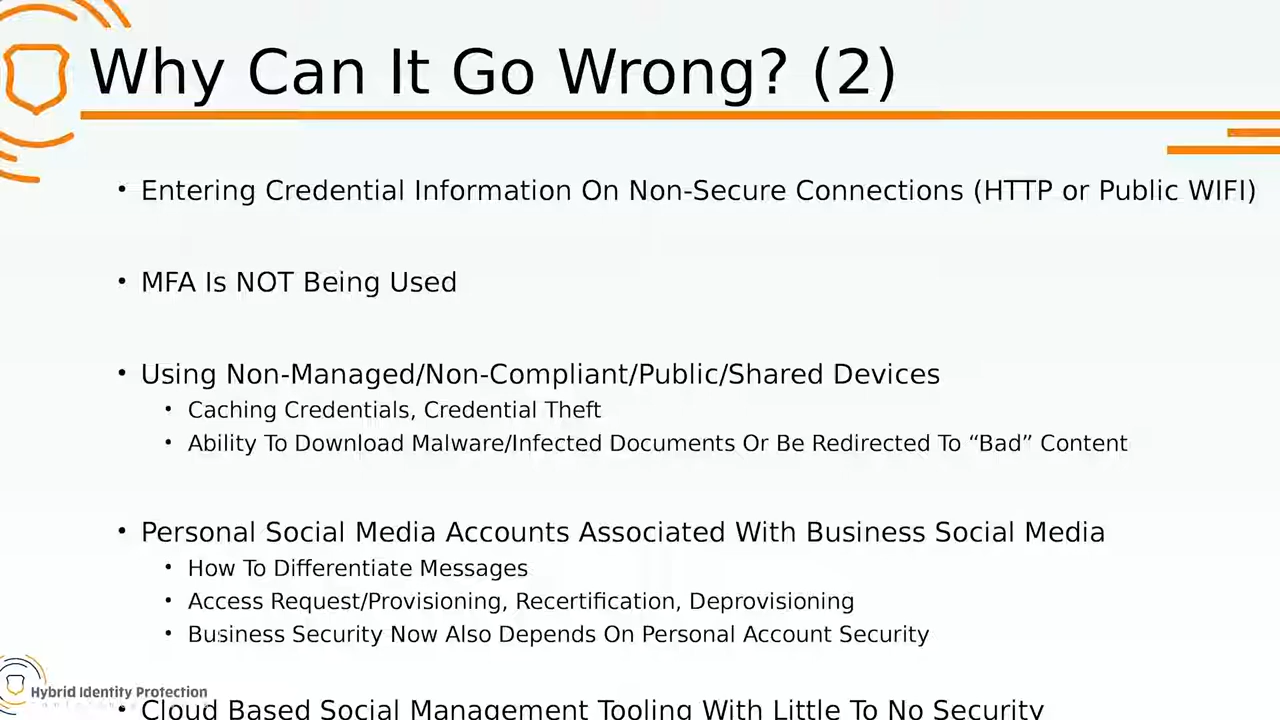 Why Can It Go Wrong? (2)
• Entering Credential Information On Non-Secure Connections (HTTP or Public WIFI)
• MFA Is NOT Being Used
• Using Non-Managed/Non-Compliant/Public/Shared Devices
• Caching Credentials, Credential Theft
• Ability To Download Malware/Infected Documents Or Be Redirected To “Bad” Content
• Personal Social Media Accounts Associated With Business Social Media
• How To Differentiate Messages
• Access Request/Provisioning, Recertification, Deprovisioning
• Business Security Now Also Depends On Personal Account Security
Hybrid Identity Protection
• Cloud Based Social Management Tooling With Little To No Security